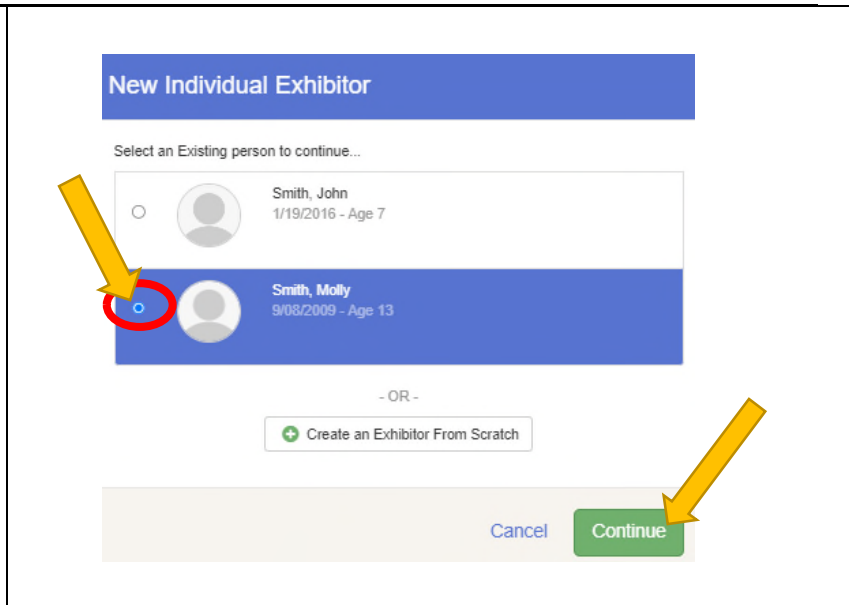 New Individual Exhibitor
Select an Existing person to continue...
Smith, John
1/19/2016 - Age 7
Smith, Molly
9/08/2009 - Age 13
- OR -
Create an Exhibitor From Scratch
Cancel Continue